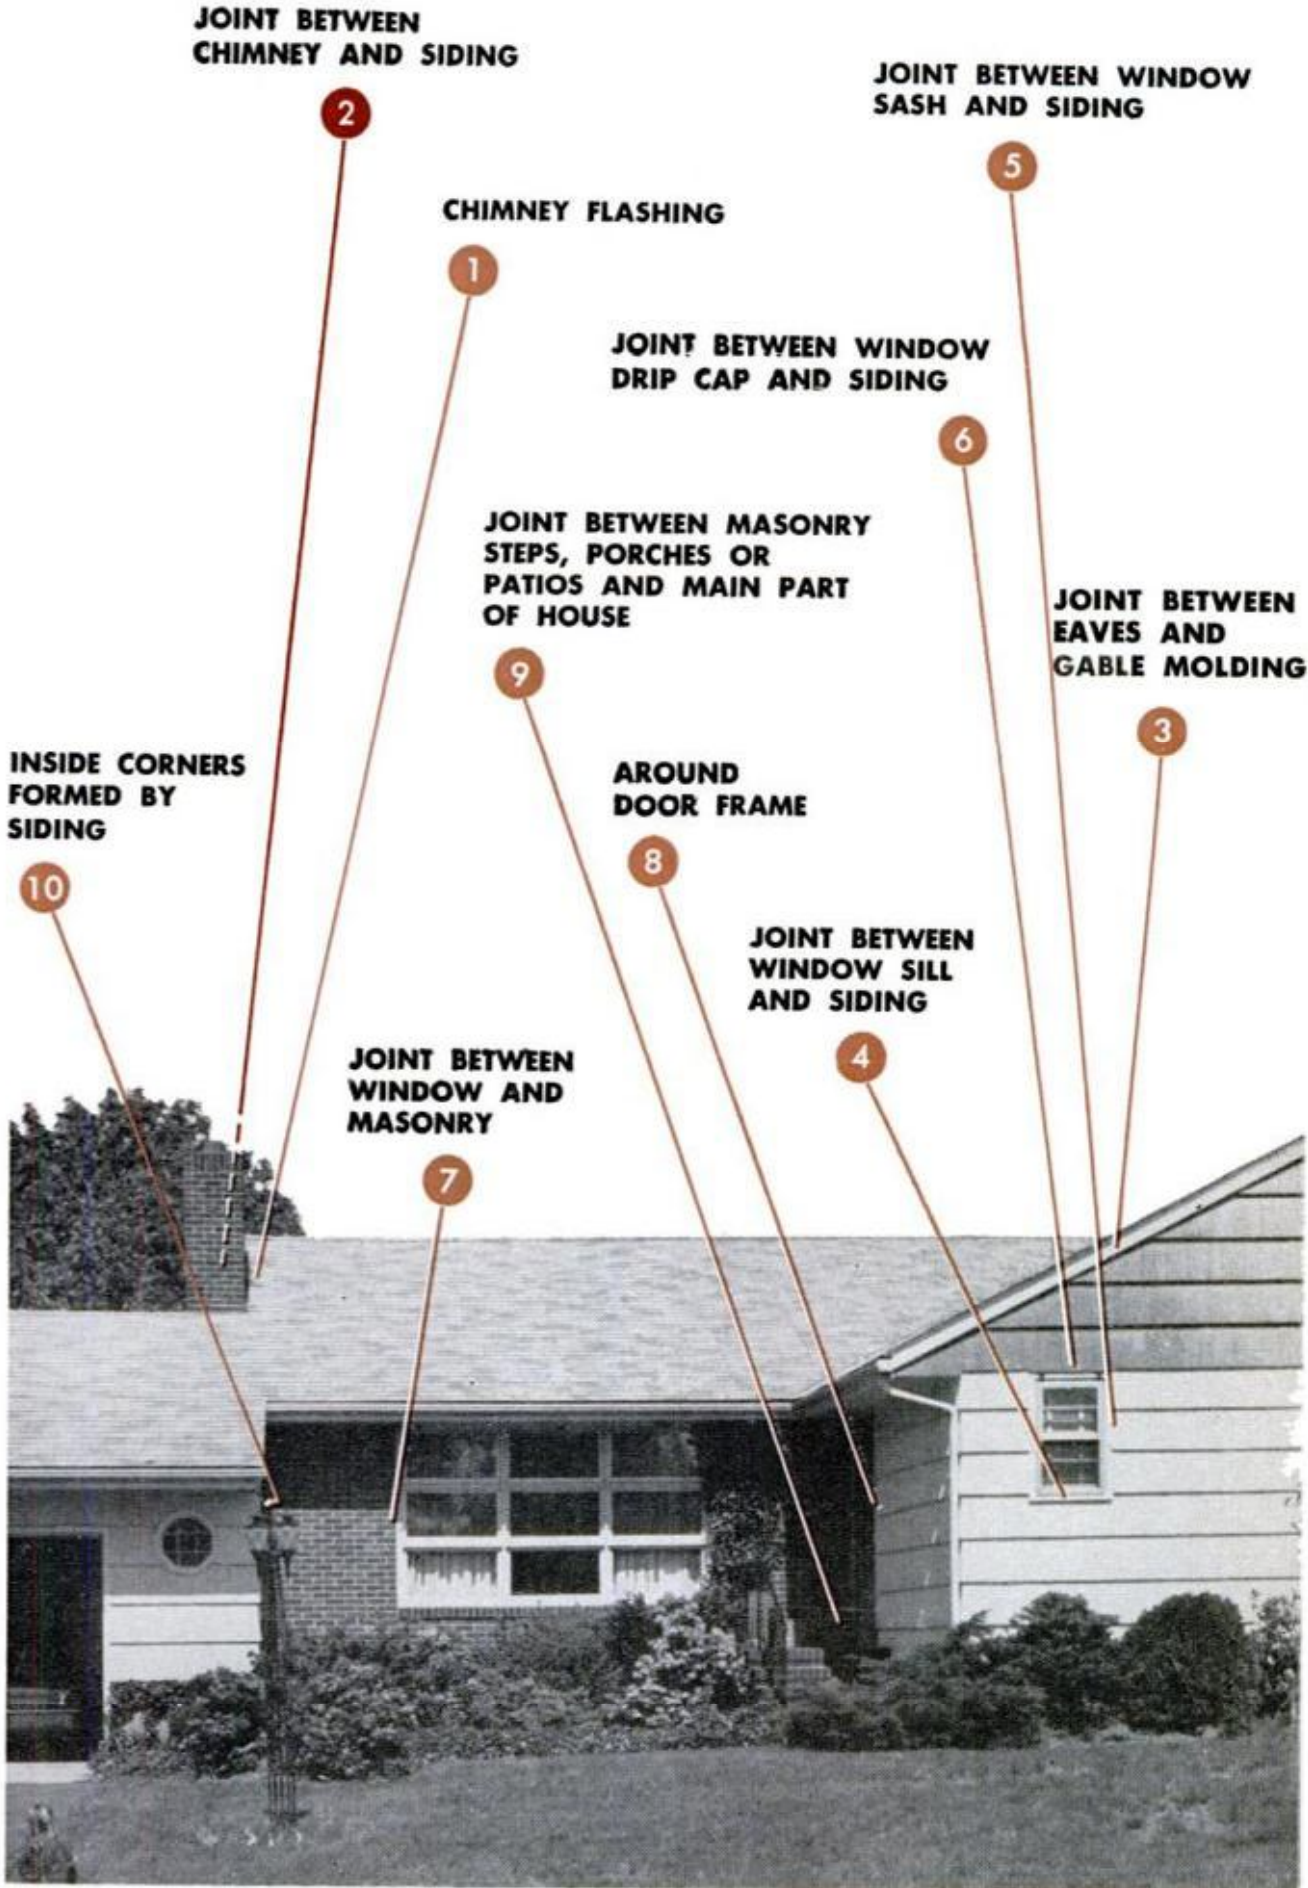 JOINT BETWEEN
CHIMNEY AND SIDING
2
JOINT BETWEEN WINDOW
SASH AND SIDING
5
CHIMNEY FLASHING
1
JOINT BETWEEN WINDOW
DRIP CAP AND SIDING
6
JOINT BETWEEN MASONRY
STEPS, PORCHES OR
PATIOS AND MAIN PART
OF HOUSE
9
JOINT BETWEEN
EAVES AND
GABLE MOLDING
3
INSIDE CORNERS
FORMED BY
SIDING
10
AROUND
DOOR FRAME
8
JOINT BETWEEN
WINDOW SILL
AND SIDING
4
JOINT BETWEEN
WINDOW AND
MASONRY
7